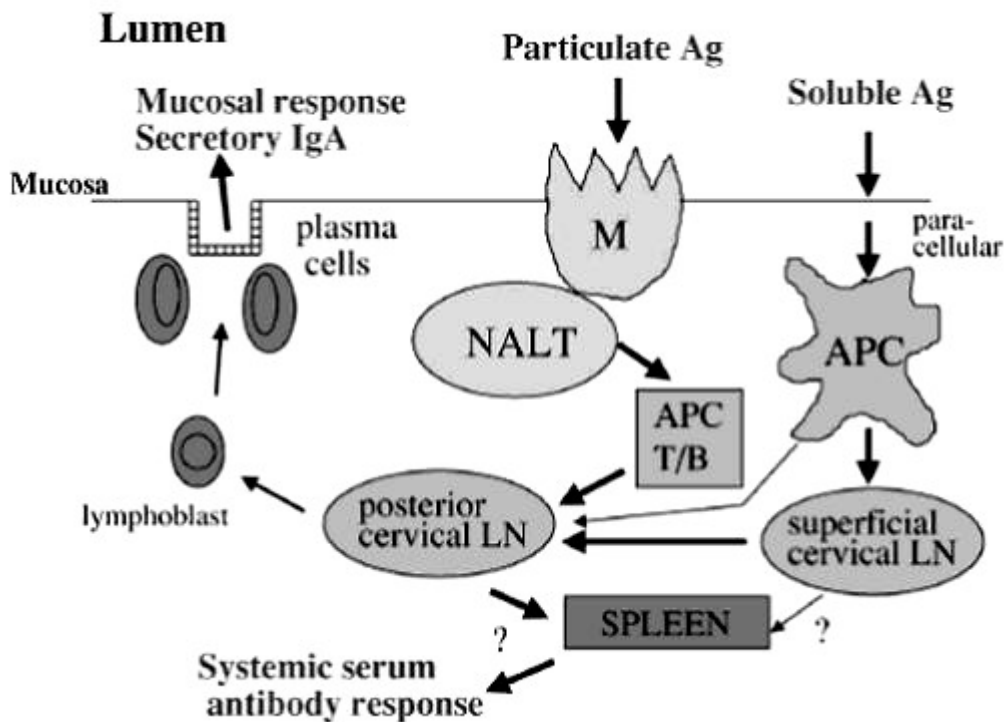 Lumen
Particulate Ag
Soluble Ag
Mucosal response
Secretory IgA
Mucosa
plasma
cells
M
para-
cellular
NALT
APC
APC
T/B
lymphoblast
posterior
cervical LN
superficial
cervical LN
?
SPLEEN
?
Systemic serum
antibody response